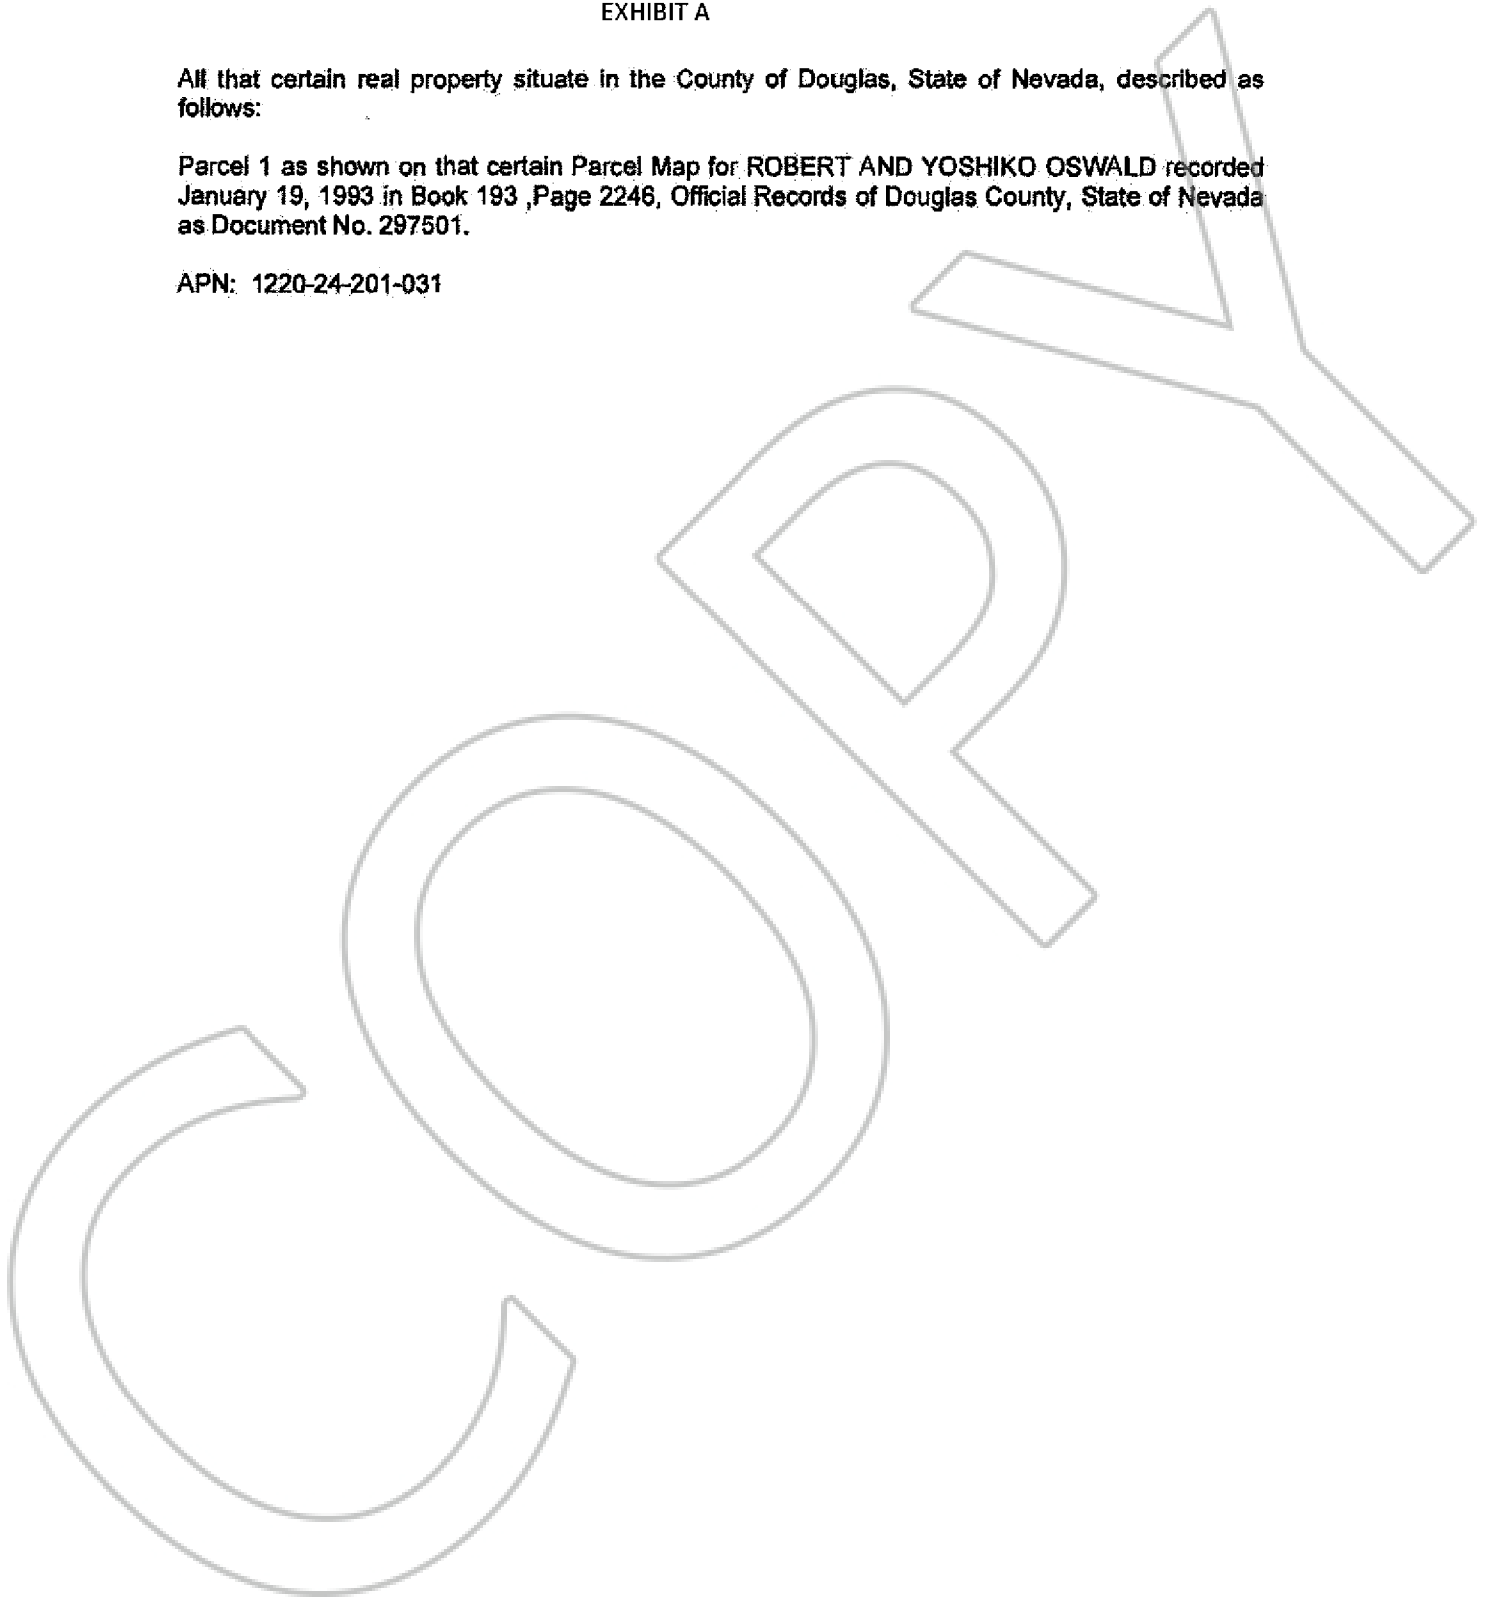 EXHIBIT A
All that certain real property situate in the County of Douglas, State of Nevada, described as
follows:
Parcel 1 as shown on that certain Parcel Map for ROBERT AND YOSHIKO OSWALD recorded
January 19, 1993 in Book 193 ,Page 2246, Official Records of Douglas County, State of Nevada
as Document No. 297501.
APN: 1220-24-201-031
COPY